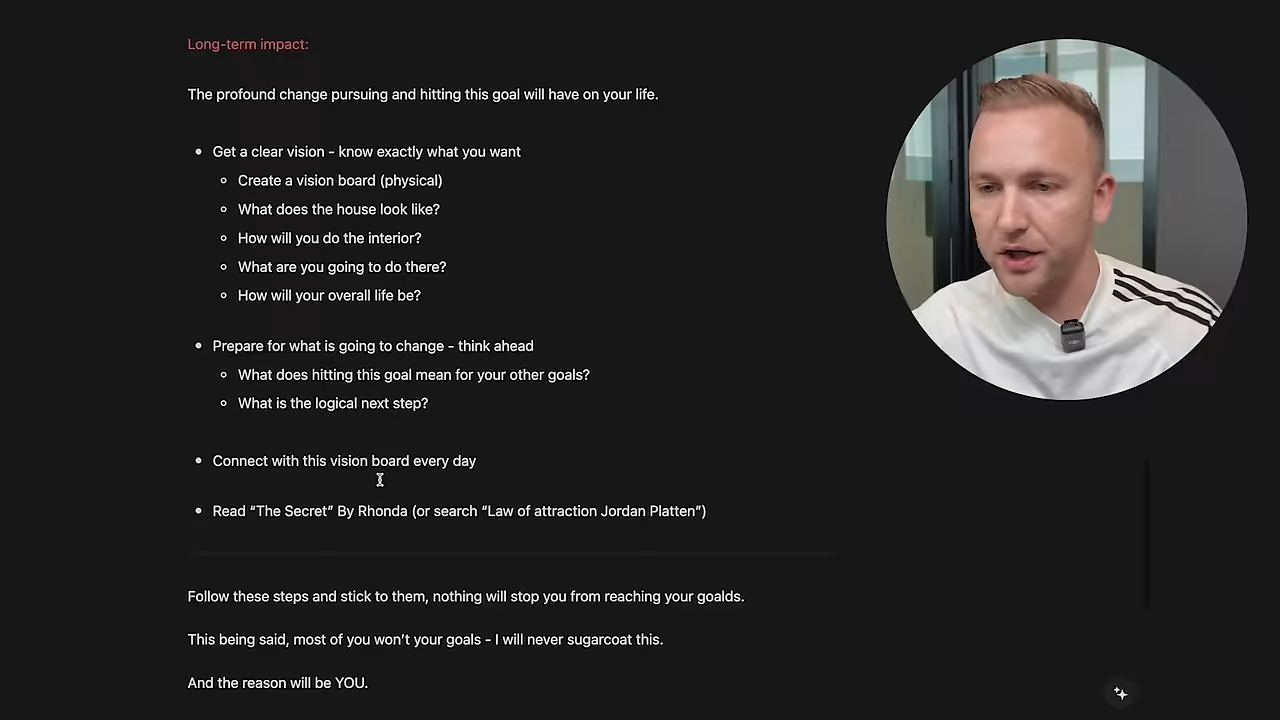 Long-term impact:
The profound change pursuing and hitting this goal will have on your life.
• Get a clear vision - know exactly what you want
◦ Create a vision board (physical)
◦ What does the house look like?
◦ How will you do the interior?
◦ What are you going to do there?
◦ How will your overall life be?
• Prepare for what is going to change - think ahead
◦ What does hitting this goal mean for your other goals?
◦ What is the logical next step?
• Connect with this vision board every day
• Read “The Secret” By Rhonda (or search “Law of attraction Jordan Platten”)
Follow these steps and stick to them, nothing will stop you from reaching your goalds.
This being said, most of you won’t your goals - I will never sugarcoat this.
And the reason will be YOU.